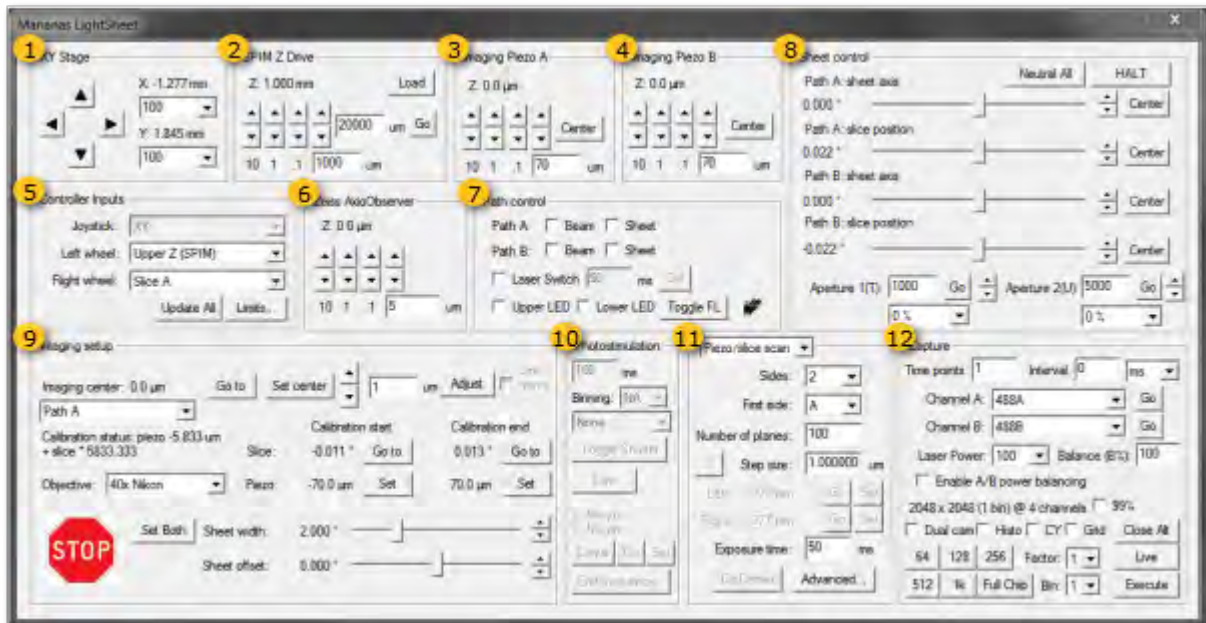 Marianas LightSheet
X
1 XY Stage
X: -1.277 mm
100
Y: 1.845 mm
100
2 SPIM Z Drive
Z: 1.000 mm Load
20000 um Go
10 1 .1 1000 um
3 Imaging Piezo A
Z: 0.0 µm
Center
10 1 .1 70 um
4 Imaging Piezo B
Z: 0.0 µm
Center
10 1 .1 70 um
8 Sheet control
Neutral All HALT
Path A: sheet axis
0.000 ° Center
Path A: slice position
0.022 ° Center
Path B: sheet axis
0.000 ° Center
Path B: slice position
-0.022 ° Center
Aperture 1(T): 1000 Go Aperture 2(U): 5000 Go
0 % 0 %
5 Controller Inputs
Joystick: XY
Left wheel: Upper Z (SPIM)
Right wheel: Slice A
Update All Limits...
6 Zeiss AxioObserver
Z: 0.0 µm
10 1 .1 5 um
7 Path control
Path A: Beam Sheet
Path B: Beam Sheet
Laser Switch 50 ms Set
Upper LED Lower LED Toggle FL
9 Imaging setup
Imaging center: 0.0 µm Go to Set center 1 um Adjust
Path A
Calibration status: piezo -5.833 um
+ slice * 5833.333
Calibration start Calibration end
Slice: -0.011 ° Go to 0.013 ° Go to
Objective: 40x Nikon Piezo: -70.0 µm Set 70.0 µm Set
STOP
Set Both Sheet width: 2.000 °
Sheet offset: 0.000 °
10 Photostimulation
100 ms
Binning:
None
Toggle Shutter
11 Piezo/slice scan
Sides: 2
First side: A
Number of planes: 100
Step size: 1.000000 um
Go Set
Go Set
Exposure time: 50 ms
Go Center Advanced...
12 Capture
Time points: 1 Interval: 0 ms
Channel A: 488A Go
Channel B: 488B Go
Laser Power: 100 Balance (B%): 100
Enable A/B power balancing
2048 x 2048 (1 bin) @ 4 channels 99%
Dual cam Histo CY Grid Close All
64 128 256 Factor: 1 Live
512 1k Full Chip Bin: 1 Execute